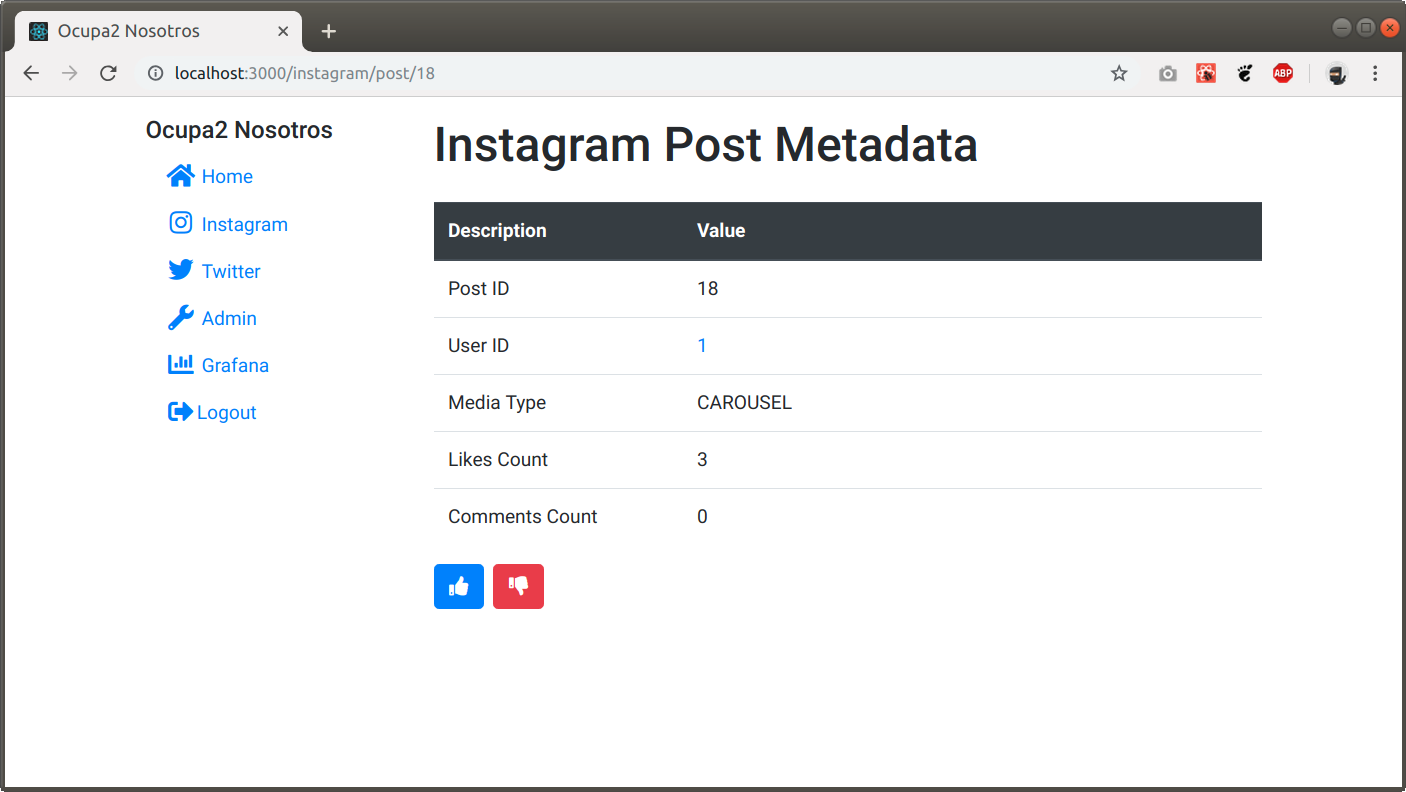 Ocupa2 Nosotros
localhost:3000/instagram/post/18
ABP
Ocupa2 Nosotros
Home
Instagram
Twitter
Admin
Grafana
Logout
Instagram Post Metadata
Description Value
Post ID 18
User ID 1
Media Type CAROUSEL
Likes Count 3
Comments Count 0